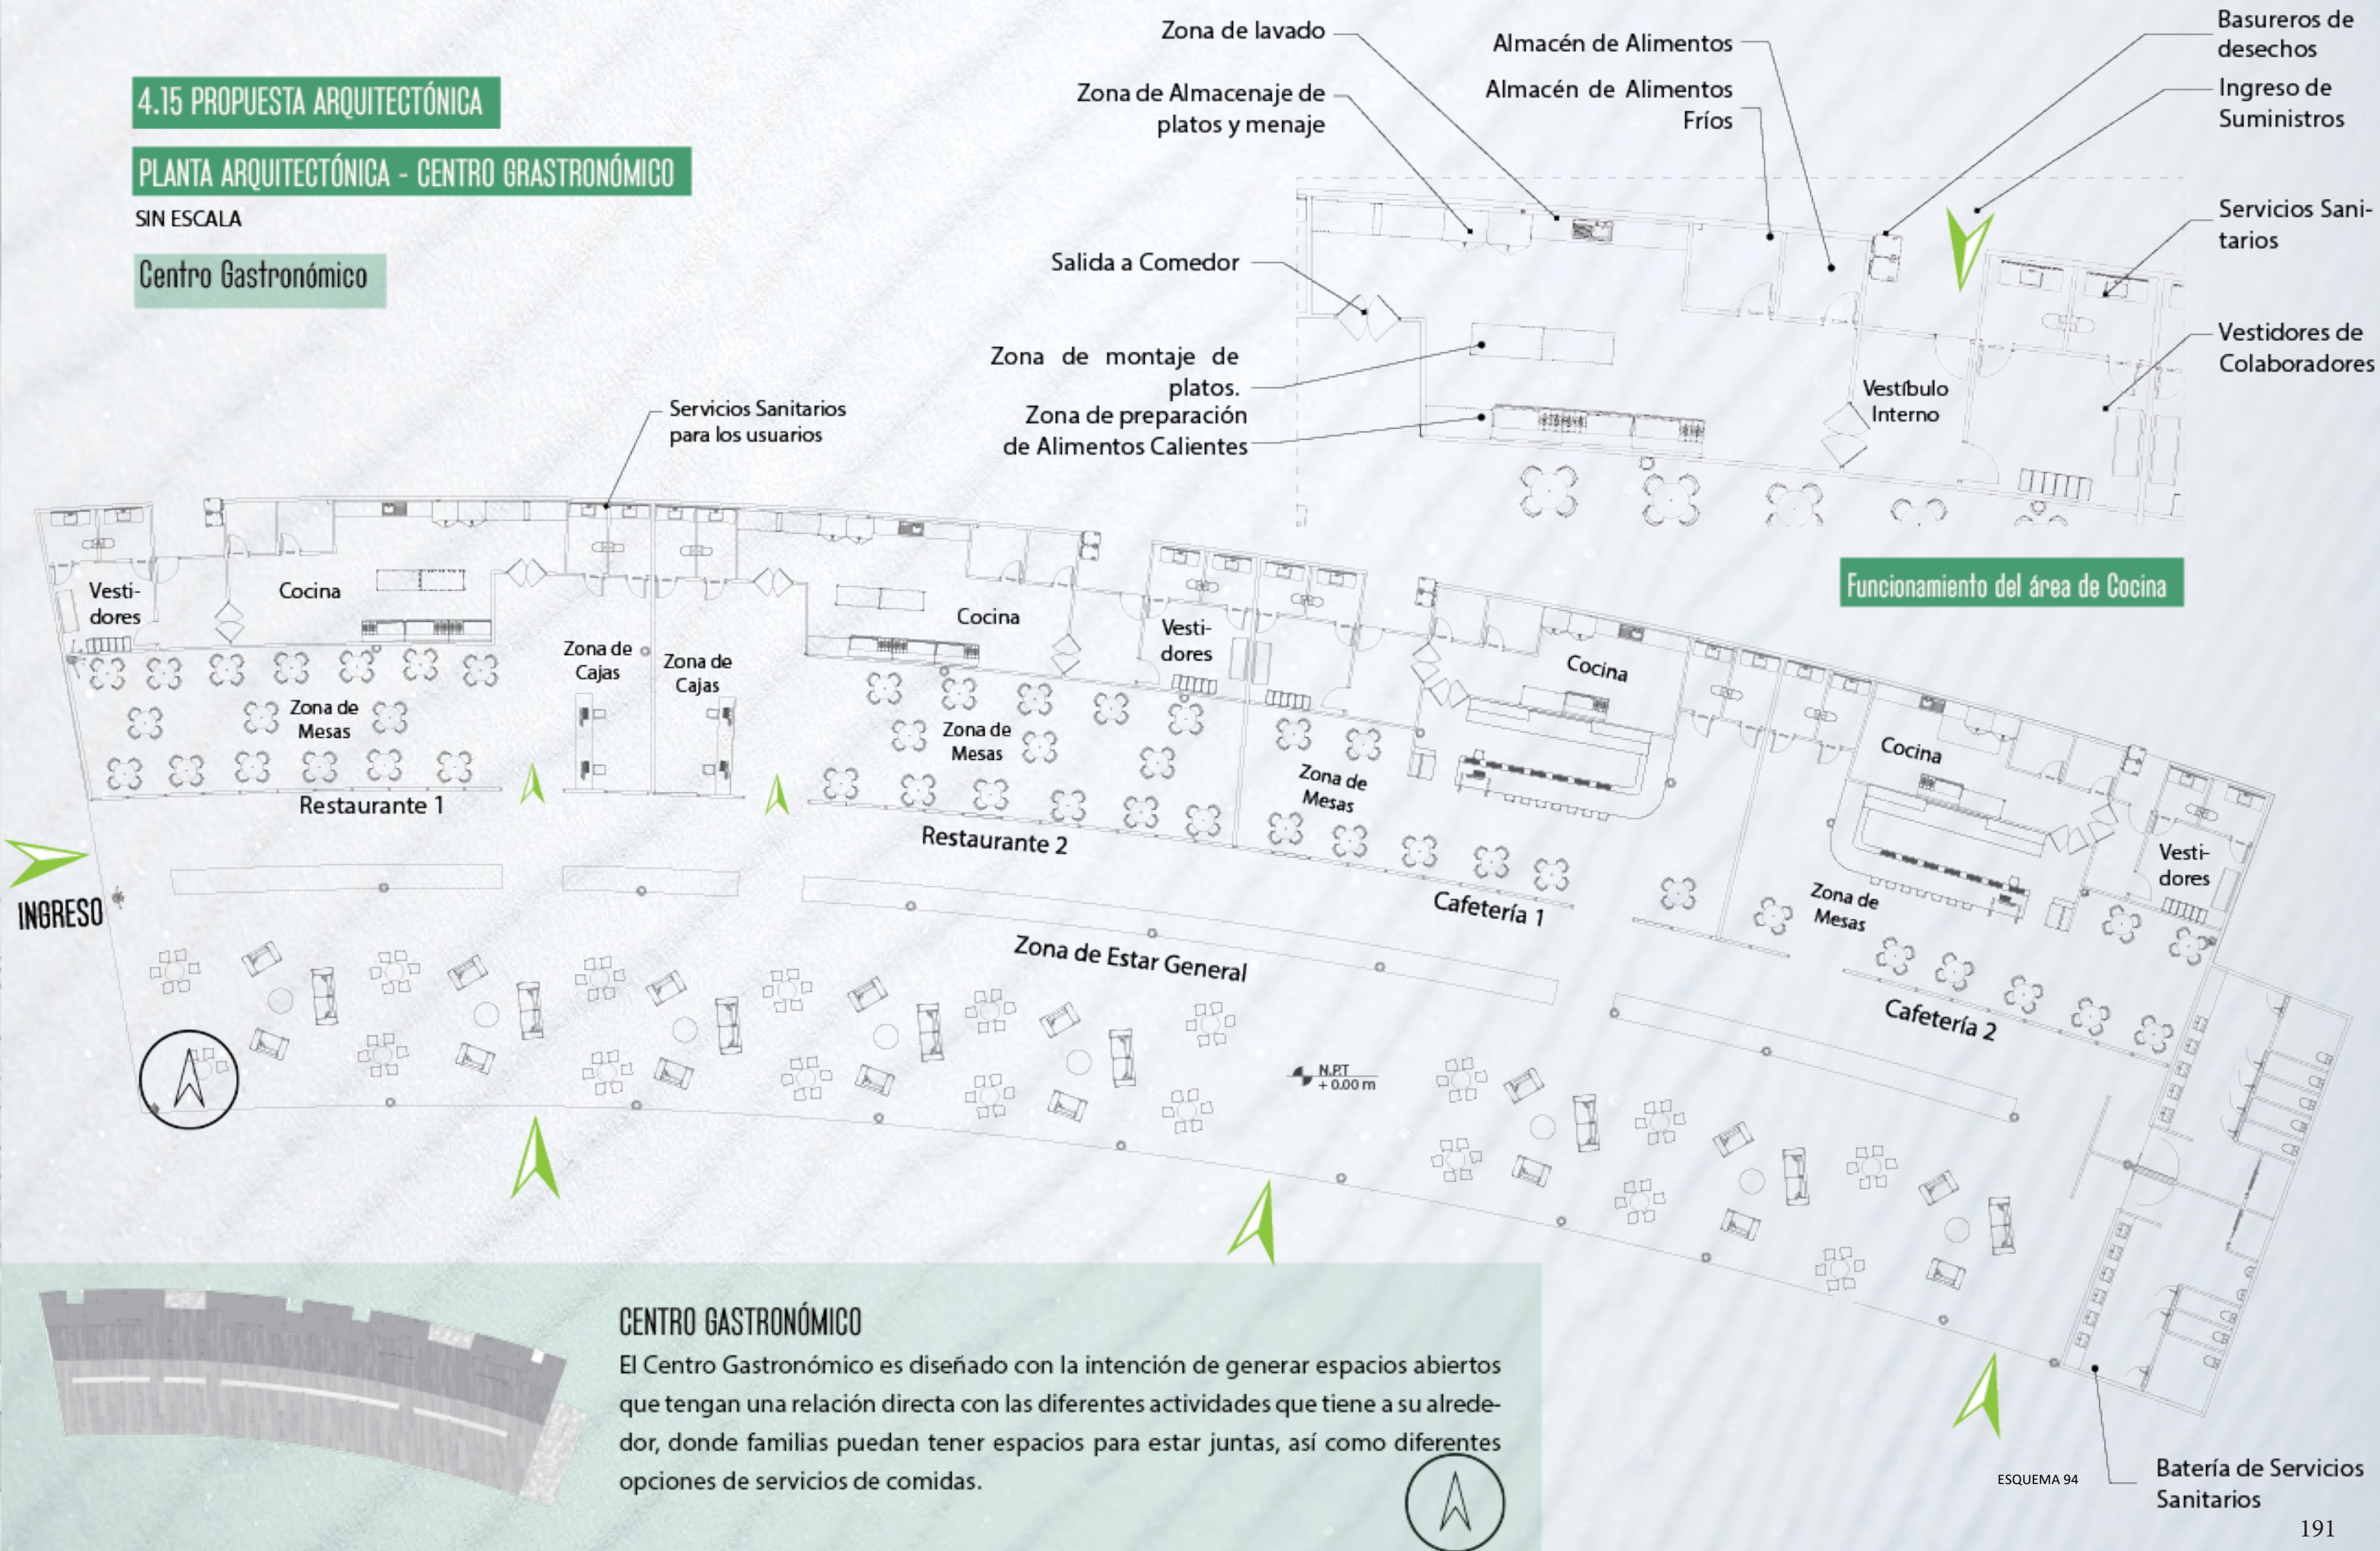 4.15 PROPUESTA ARQUITECTÓNICA
PLANTA ARQUITECTÓNICA - CENTRO GRASTRONÓMICO
SIN ESCALA
Centro Gastronómico
Zona de lavado
Zona de Almacenaje de
platos y menaje
Almacén de Alimentos
Almacén de Alimentos
Fríos
Basureros de
desechos
Ingreso de
Suministros
Servicios Sani-
tarios
Vestidores de
Colaboradores
Salida a Comedor
Zona de montaje de
platos.
Zona de preparación
de Alimentos Calientes
Vestíbulo
Interno
Funcionamiento del área de Cocina
Servicios Sanitarios
para los usuarios
Vesti-
dores
Cocina
Zona de
Cajas
Zona de
Cajas
Cocina
Vesti-
dores
Cocina
Cocina
Vesti-
dores
Zona de
Mesas
Zona de
Mesas
Zona de
Mesas
Zona de
Mesas
Restaurante 1
Restaurante 2
Cafetería 1
Cafetería 2
INGRESO
Zona de Estar General
N.P.T
+ 0.00 m
CENTRO GASTRONÓMICO
El Centro Gastronómico es diseñado con la intención de generar espacios abiertos
que tengan una relación directa con las diferentes actividades que tiene a su alrede-
dor, donde familias puedan tener espacios para estar juntas, así como diferentes
opciones de servicios de comidas.
ESQUEMA 94
Batería de Servicios
Sanitarios
191